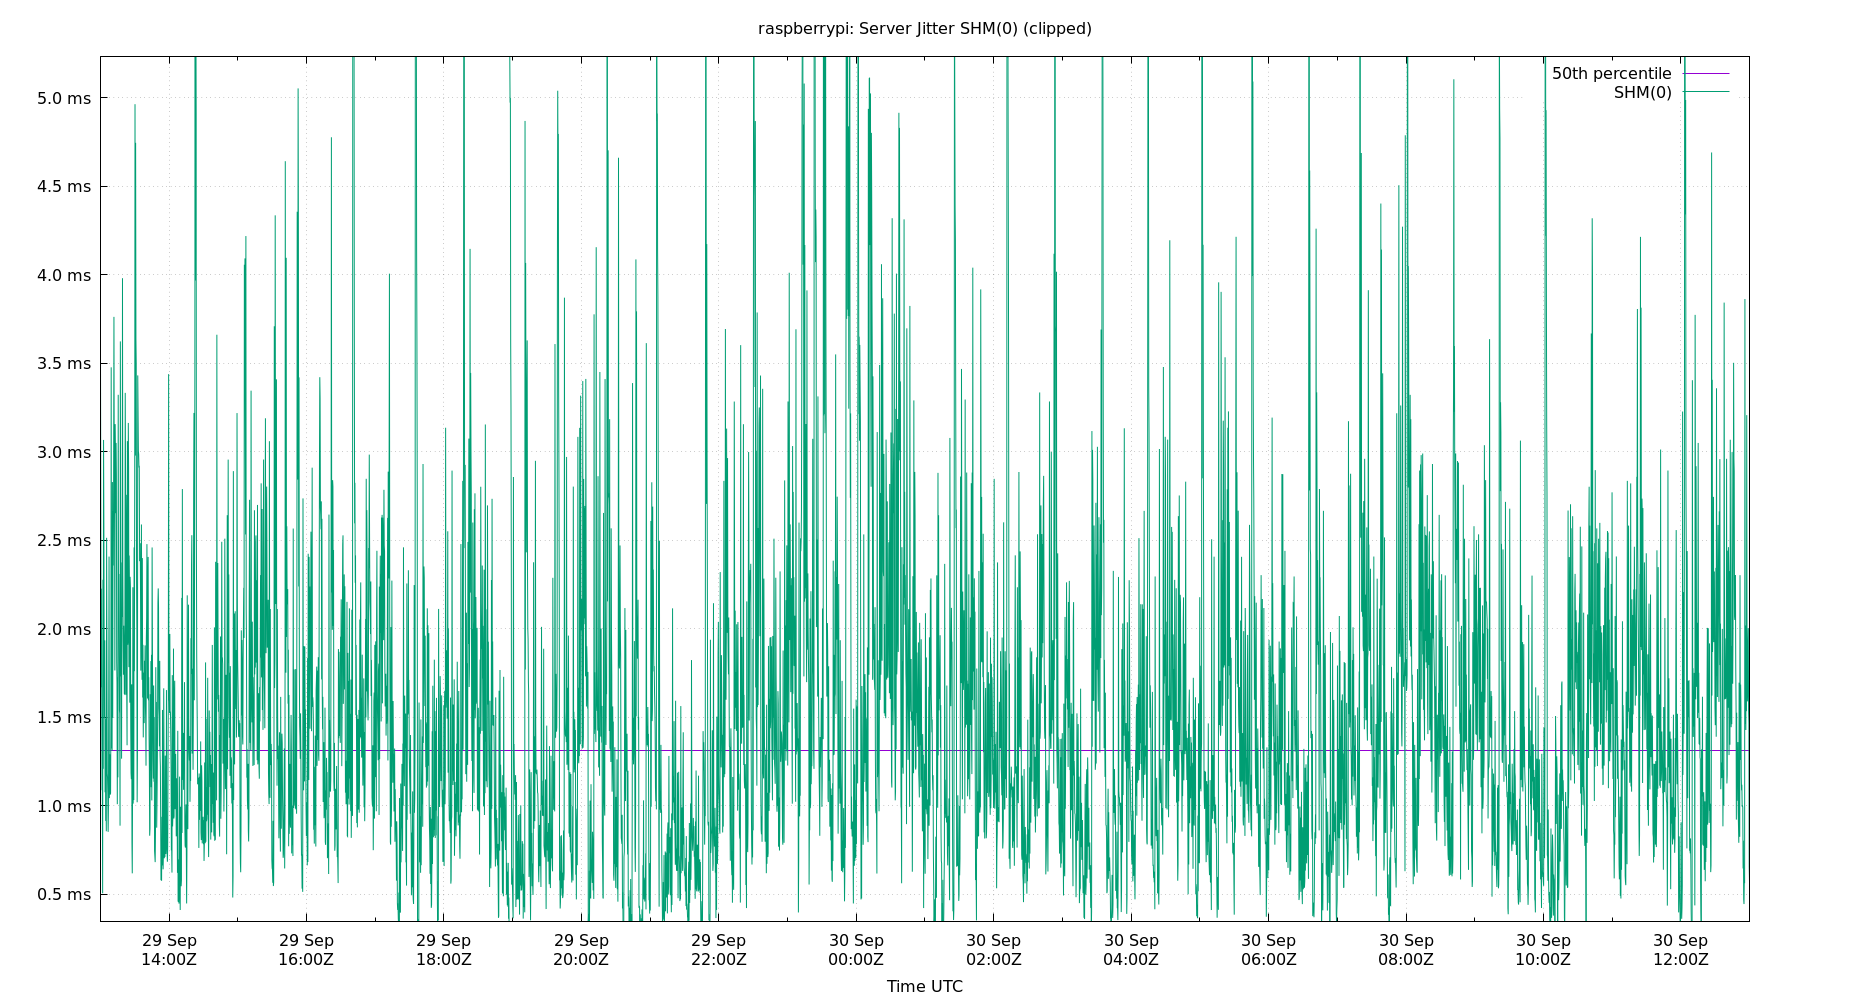 raspberrypi: Server Jitter SHM(0) (clipped)
50th percentile
SHM(0)
5.0 ms
4.5 ms
4.0 ms
3.5 ms
3.0 ms
2.5 ms
2.0 ms
1.5 ms
1.0 ms
0.5 ms
29 Sep 29 Sep 29 Sep 29 Sep 29 Sep 30 Sep 30 Sep 30 Sep 30 Sep 30 Sep 30 Sep 30 Sep
14:00Z 16:00Z 18:00Z 20:00Z 22:00Z 00:00Z 02:00Z 04:00Z 06:00Z 08:00Z 10:00Z 12:00Z
Time UTC